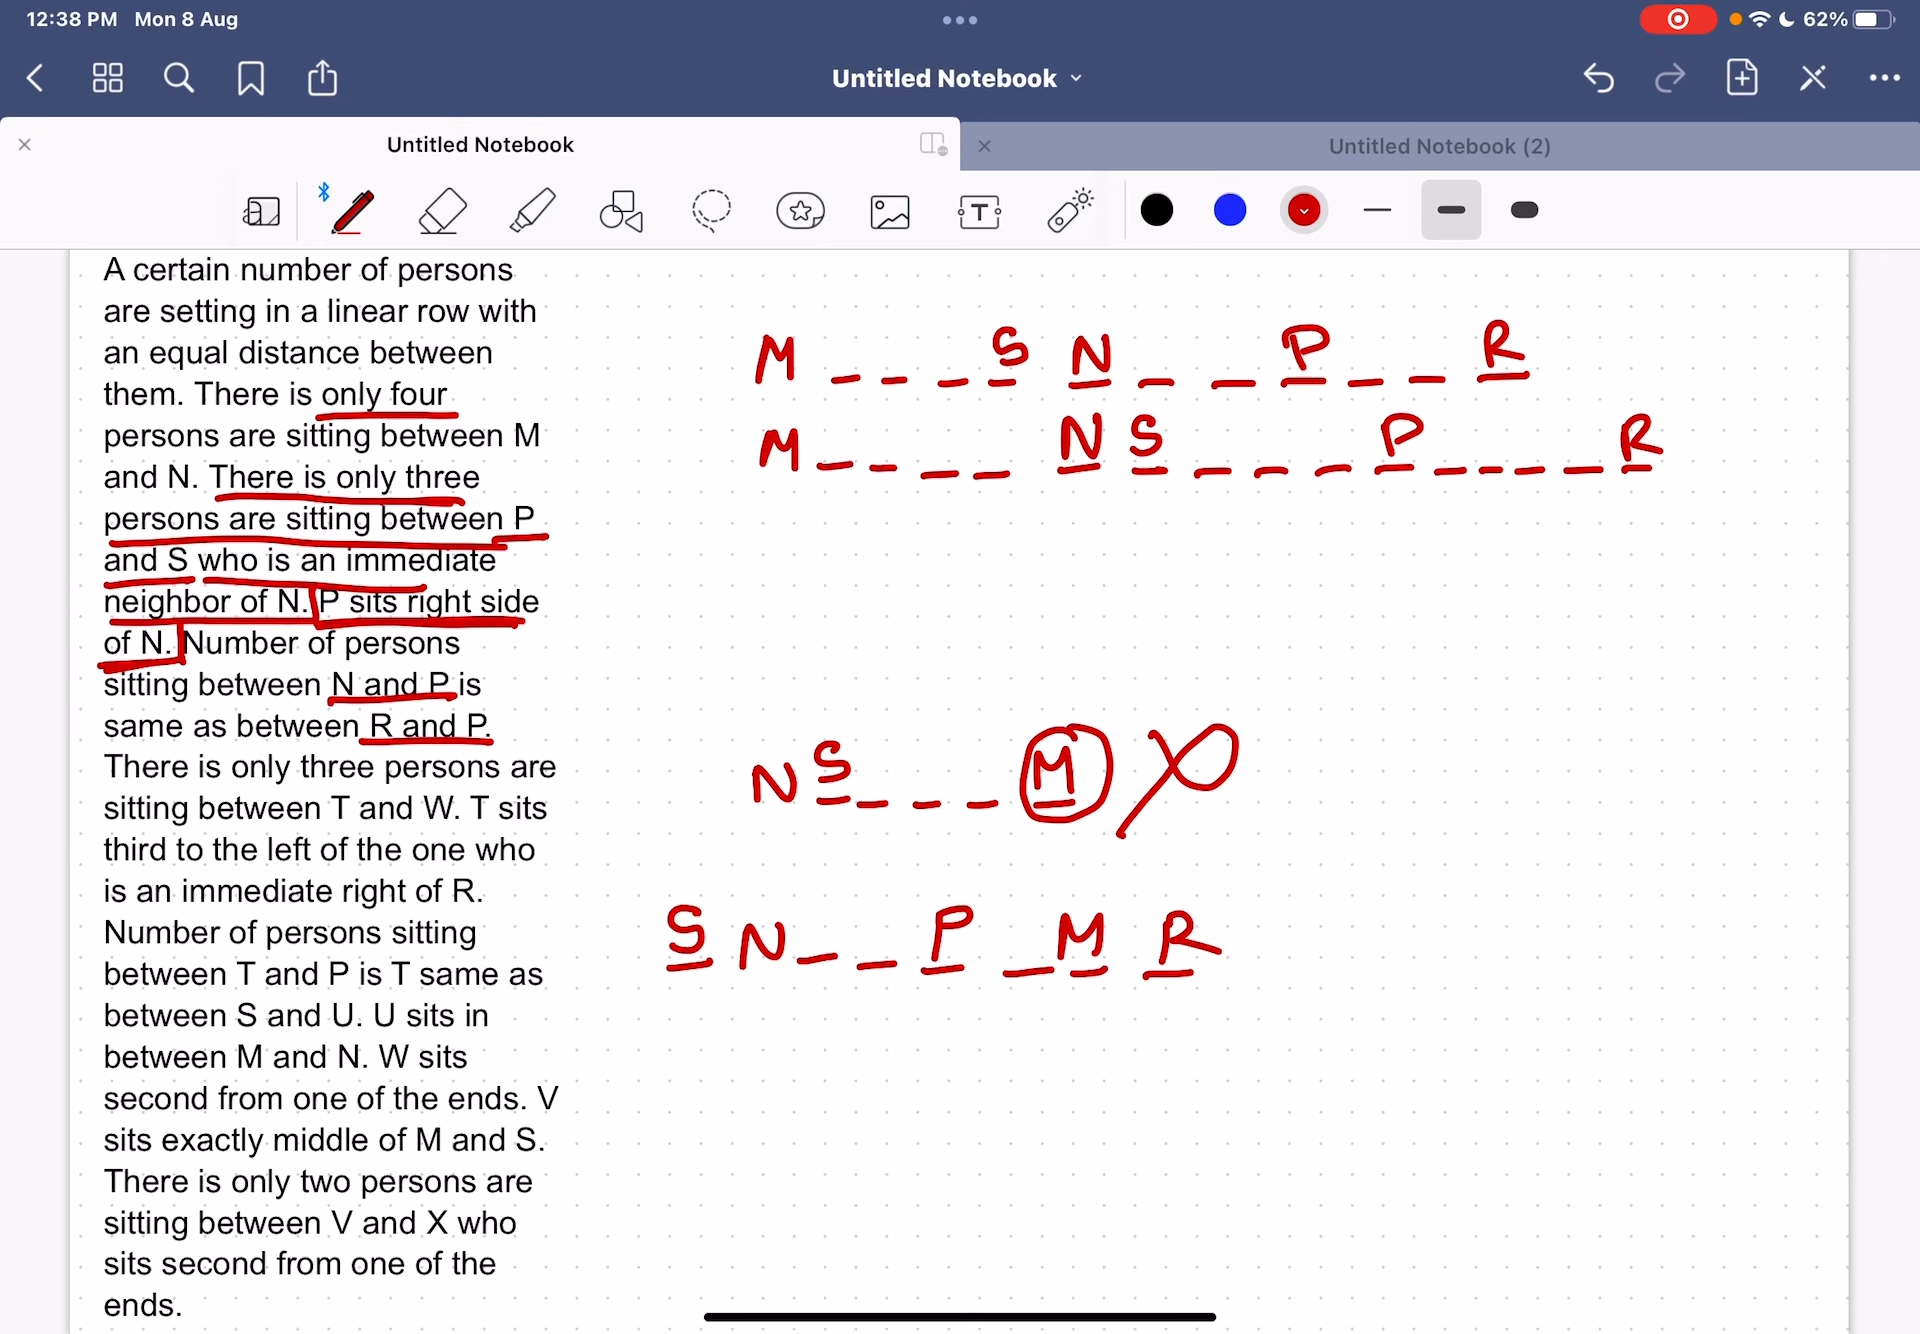 12:38 PM Mon 8 Aug
62%
Untitled Notebook
Untitled Notebook
Untitled Notebook (2)
A certain number of persons
are setting in a linear row with
an equal distance between
them. There is only four
persons are sitting between M
and N. There is only three
persons are sitting between P
and S who is an immediate
neighbor of N. P sits right side
of N. Number of persons
sitting between N and P is
same as between R and P.
There is only three persons are
sitting between T and W. T sits
third to the left of the one who
is an immediate right of R.
Number of persons sitting
between T and P is T same as
between S and U. U sits in
between M and N. W sits
second from one of the ends. V
sits exactly middle of M and S.
There is only two persons are
sitting between V and X who
sits second from one of the
ends.
M _ _ _ S N _ _ P _ _ R
M _ _ _ _ N S _ _ _ P _ _ _ _ R
N S _ _ _ M
S N _ _ P _ M R